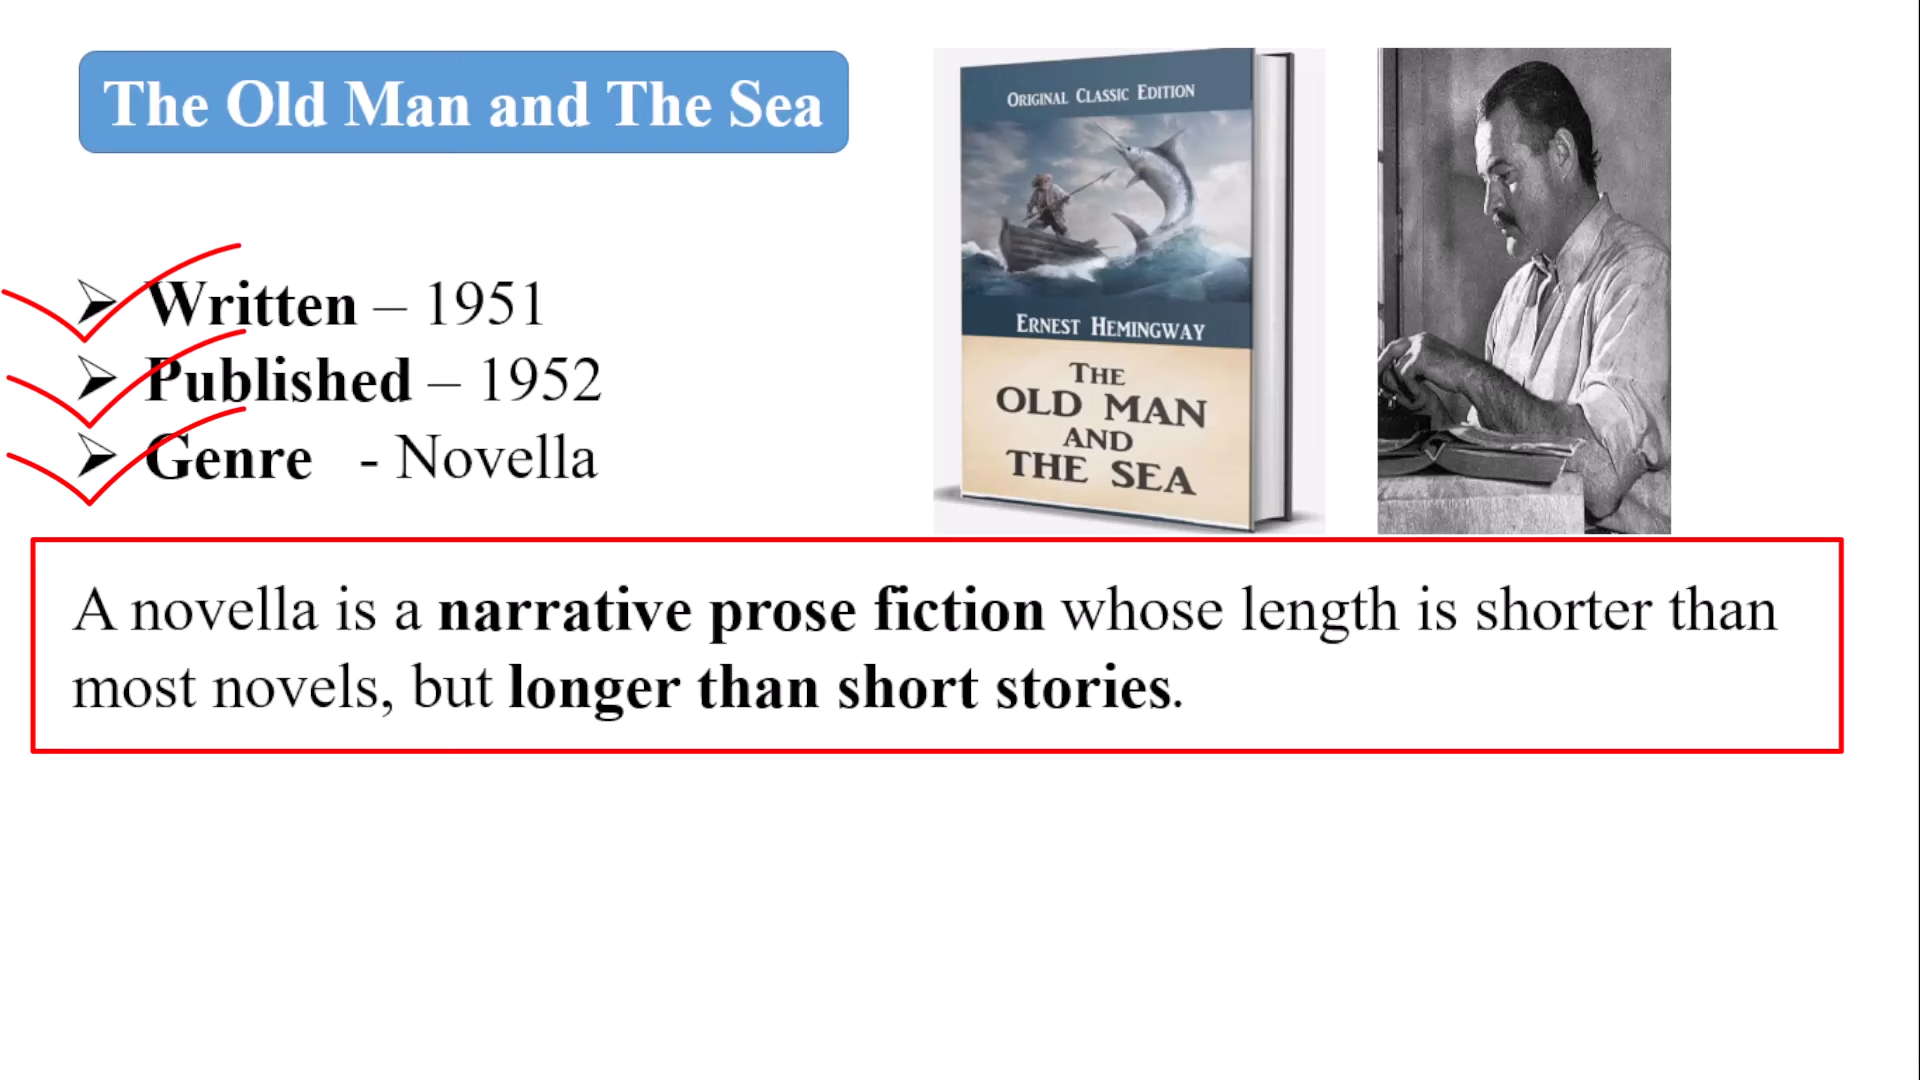 The Old Man and The Sea
➢ Written – 1951
➢ Published – 1952
➢ Genre - Novella
ORIGINAL CLASSIC EDITION
ERNEST HEMINGWAY
THE
OLD MAN
AND
THE SEA
A novella is a narrative prose fiction whose length is shorter than
most novels, but longer than short stories.